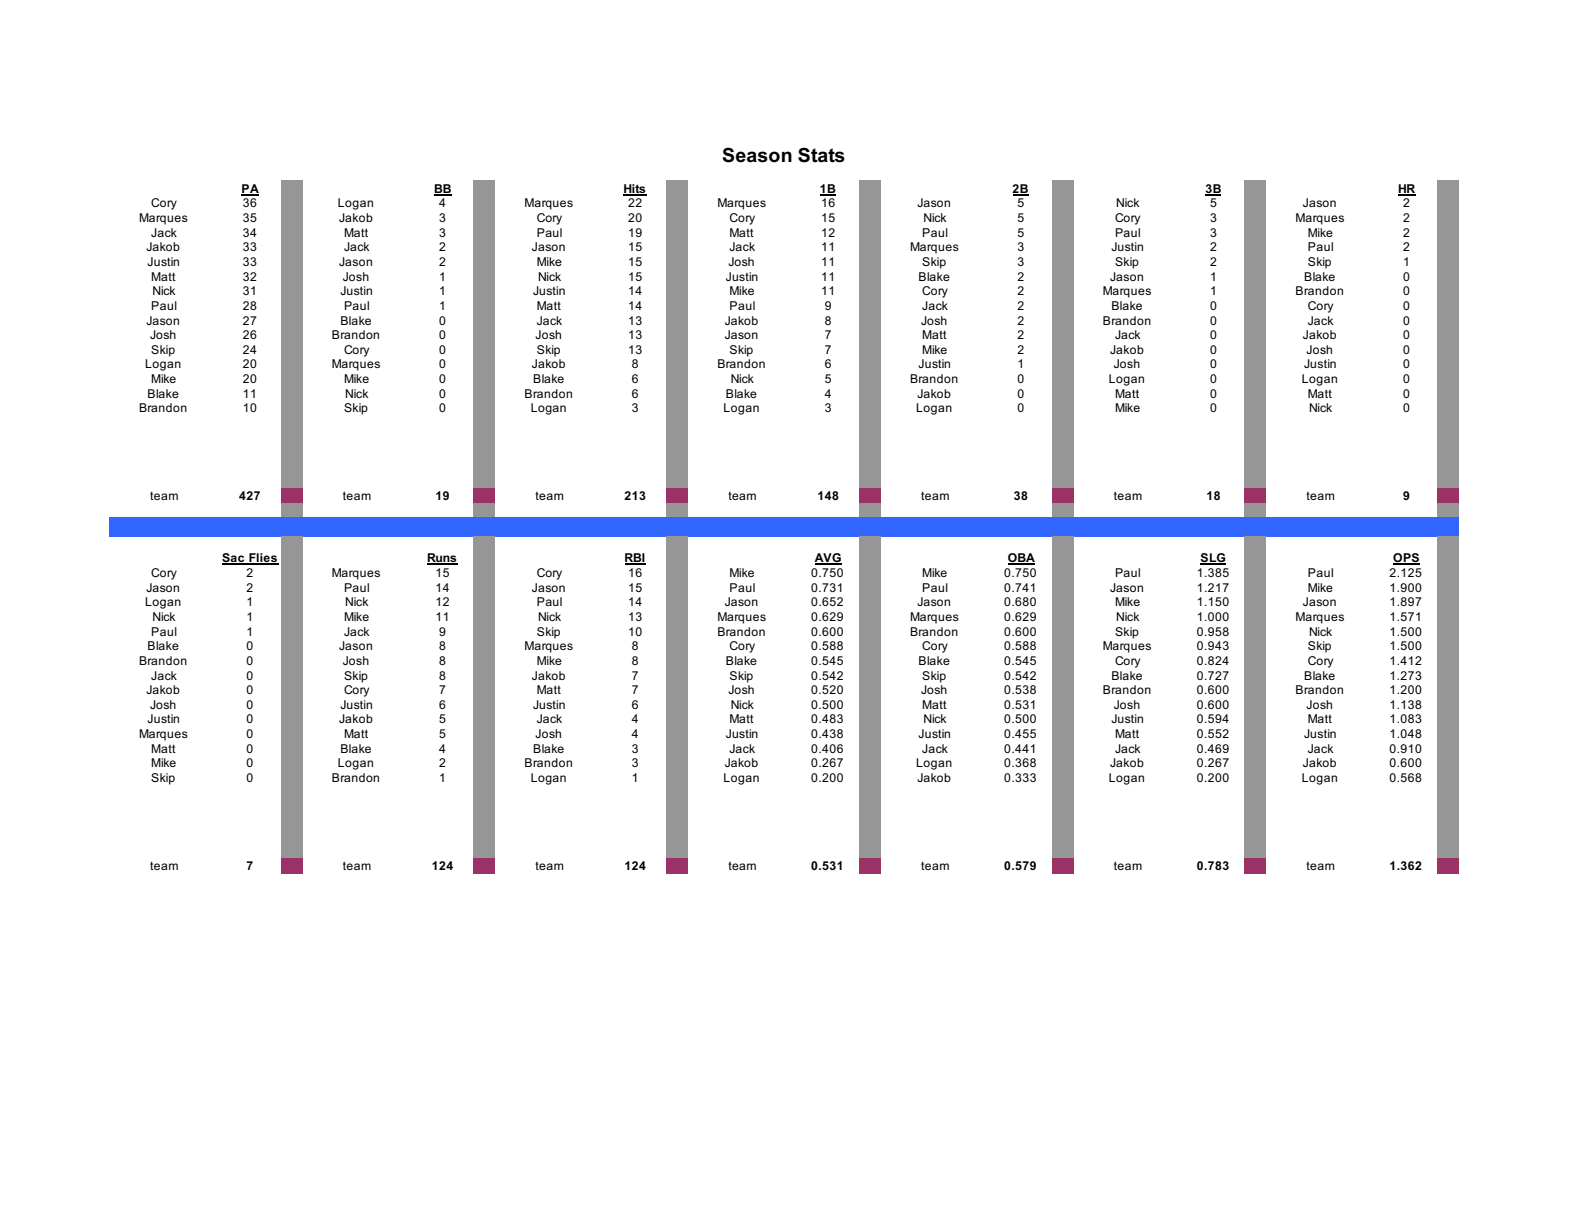 Season Stats
PA BB Hits 1B 2B 3B HR
Cory 36 Logan 4 Marques 22 Marques 16 Jason 5 Nick 5 Jason 2
Marques 35 Jakob 3 Cory 20 Cory 15 Nick 5 Cory 3 Marques 2
Jack 34 Matt 3 Paul 19 Matt 12 Paul 5 Paul 3 Mike 2
Jakob 33 Jack 2 Jason 15 Jack 11 Marques 3 Justin 2 Paul 2
Justin 33 Jason 2 Mike 15 Josh 11 Skip 3 Skip 2 Skip 1
Matt 32 Josh 1 Nick 15 Justin 11 Blake 2 Jason 1 Blake 0
Nick 31 Justin 1 Justin 14 Mike 11 Cory 2 Marques 1 Brandon 0
Paul 28 Paul 1 Matt 14 Paul 9 Jack 2 Blake 0 Cory 0
Jason 27 Blake 0 Jack 13 Jakob 8 Josh 2 Brandon 0 Jack 0
Josh 26 Brandon 0 Josh 13 Jason 7 Matt 2 Jack 0 Jakob 0
Skip 24 Cory 0 Skip 13 Skip 7 Mike 2 Jakob 0 Josh 0
Logan 20 Marques 0 Jakob 8 Brandon 6 Justin 1 Josh 0 Justin 0
Mike 20 Mike 0 Blake 6 Nick 5 Brandon 0 Logan 0 Logan 0
Blake 11 Nick 0 Brandon 6 Blake 4 Jakob 0 Matt 0 Matt 0
Brandon 10 Skip 0 Logan 3 Logan 3 Logan 0 Mike 0 Nick 0
team 427 team 19 team 213 team 148 team 38 team 18 team 9
Sac Flies Runs RBI AVG OBA SLG OPS
Cory 2 Marques 15 Cory 16 Mike 0.750 Mike 0.750 Paul 1.385 Paul 2.125
Jason 2 Paul 14 Jason 15 Paul 0.731 Paul 0.741 Jason 1.217 Mike 1.900
Logan 1 Nick 12 Paul 14 Jason 0.652 Jason 0.680 Mike 1.150 Jason 1.897
Nick 1 Mike 11 Nick 13 Marques 0.629 Marques 0.629 Nick 1.000 Marques 1.571
Paul 1 Jack 9 Skip 10 Brandon 0.600 Brandon 0.600 Skip 0.958 Nick 1.500
Blake 0 Jason 8 Marques 8 Cory 0.588 Cory 0.588 Marques 0.943 Skip 1.500
Brandon 0 Josh 8 Mike 8 Blake 0.545 Blake 0.545 Cory 0.824 Cory 1.412
Jack 0 Skip 8 Jakob 7 Skip 0.542 Skip 0.542 Blake 0.727 Blake 1.273
Jakob 0 Cory 7 Matt 7 Josh 0.520 Josh 0.538 Brandon 0.600 Brandon 1.200
Josh 0 Justin 6 Justin 6 Nick 0.500 Matt 0.531 Josh 0.600 Josh 1.138
Justin 0 Jakob 5 Jack 4 Matt 0.483 Nick 0.500 Justin 0.594 Matt 1.083
Marques 0 Matt 5 Josh 4 Justin 0.438 Justin 0.455 Matt 0.552 Justin 1.048
Matt 0 Blake 4 Blake 3 Jack 0.406 Jack 0.441 Jack 0.469 Jack 0.910
Mike 0 Logan 2 Brandon 3 Jakob 0.267 Logan 0.368 Jakob 0.267 Jakob 0.600
Skip 0 Brandon 1 Logan 1 Logan 0.200 Jakob 0.333 Logan 0.200 Logan 0.568
team 7 team 124 team 124 team 0.531 team 0.579 team 0.783 team 1.362